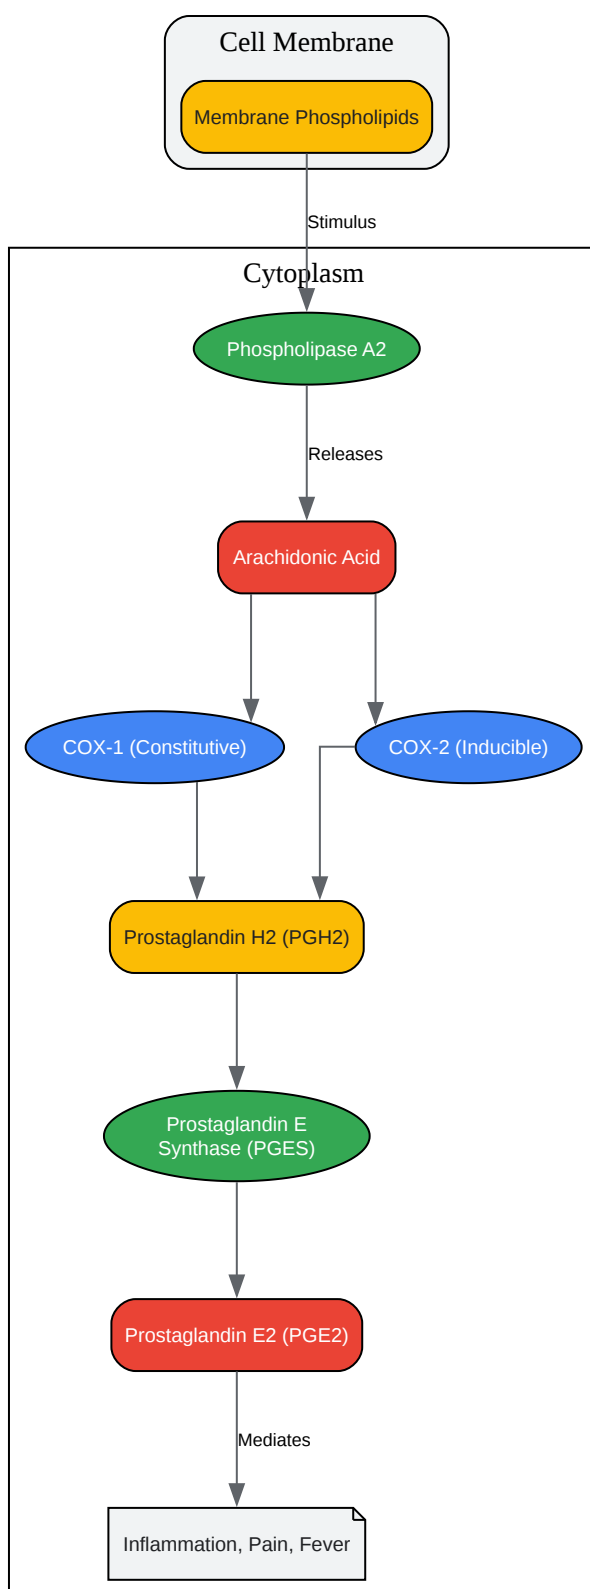 Cell Membrane
Membrane Phospholipids
Stimulus
Cytoplasm
Phospholipase A2
Releases
Arachidonic Acid
COX-1 (Constitutive)
COX-2 (Inducible)
Prostaglandin H2 (PGH2)
Prostaglandin E
Synthase (PGES)
Prostaglandin E2 (PGE2)
Mediates
Inflammation, Pain, Fever